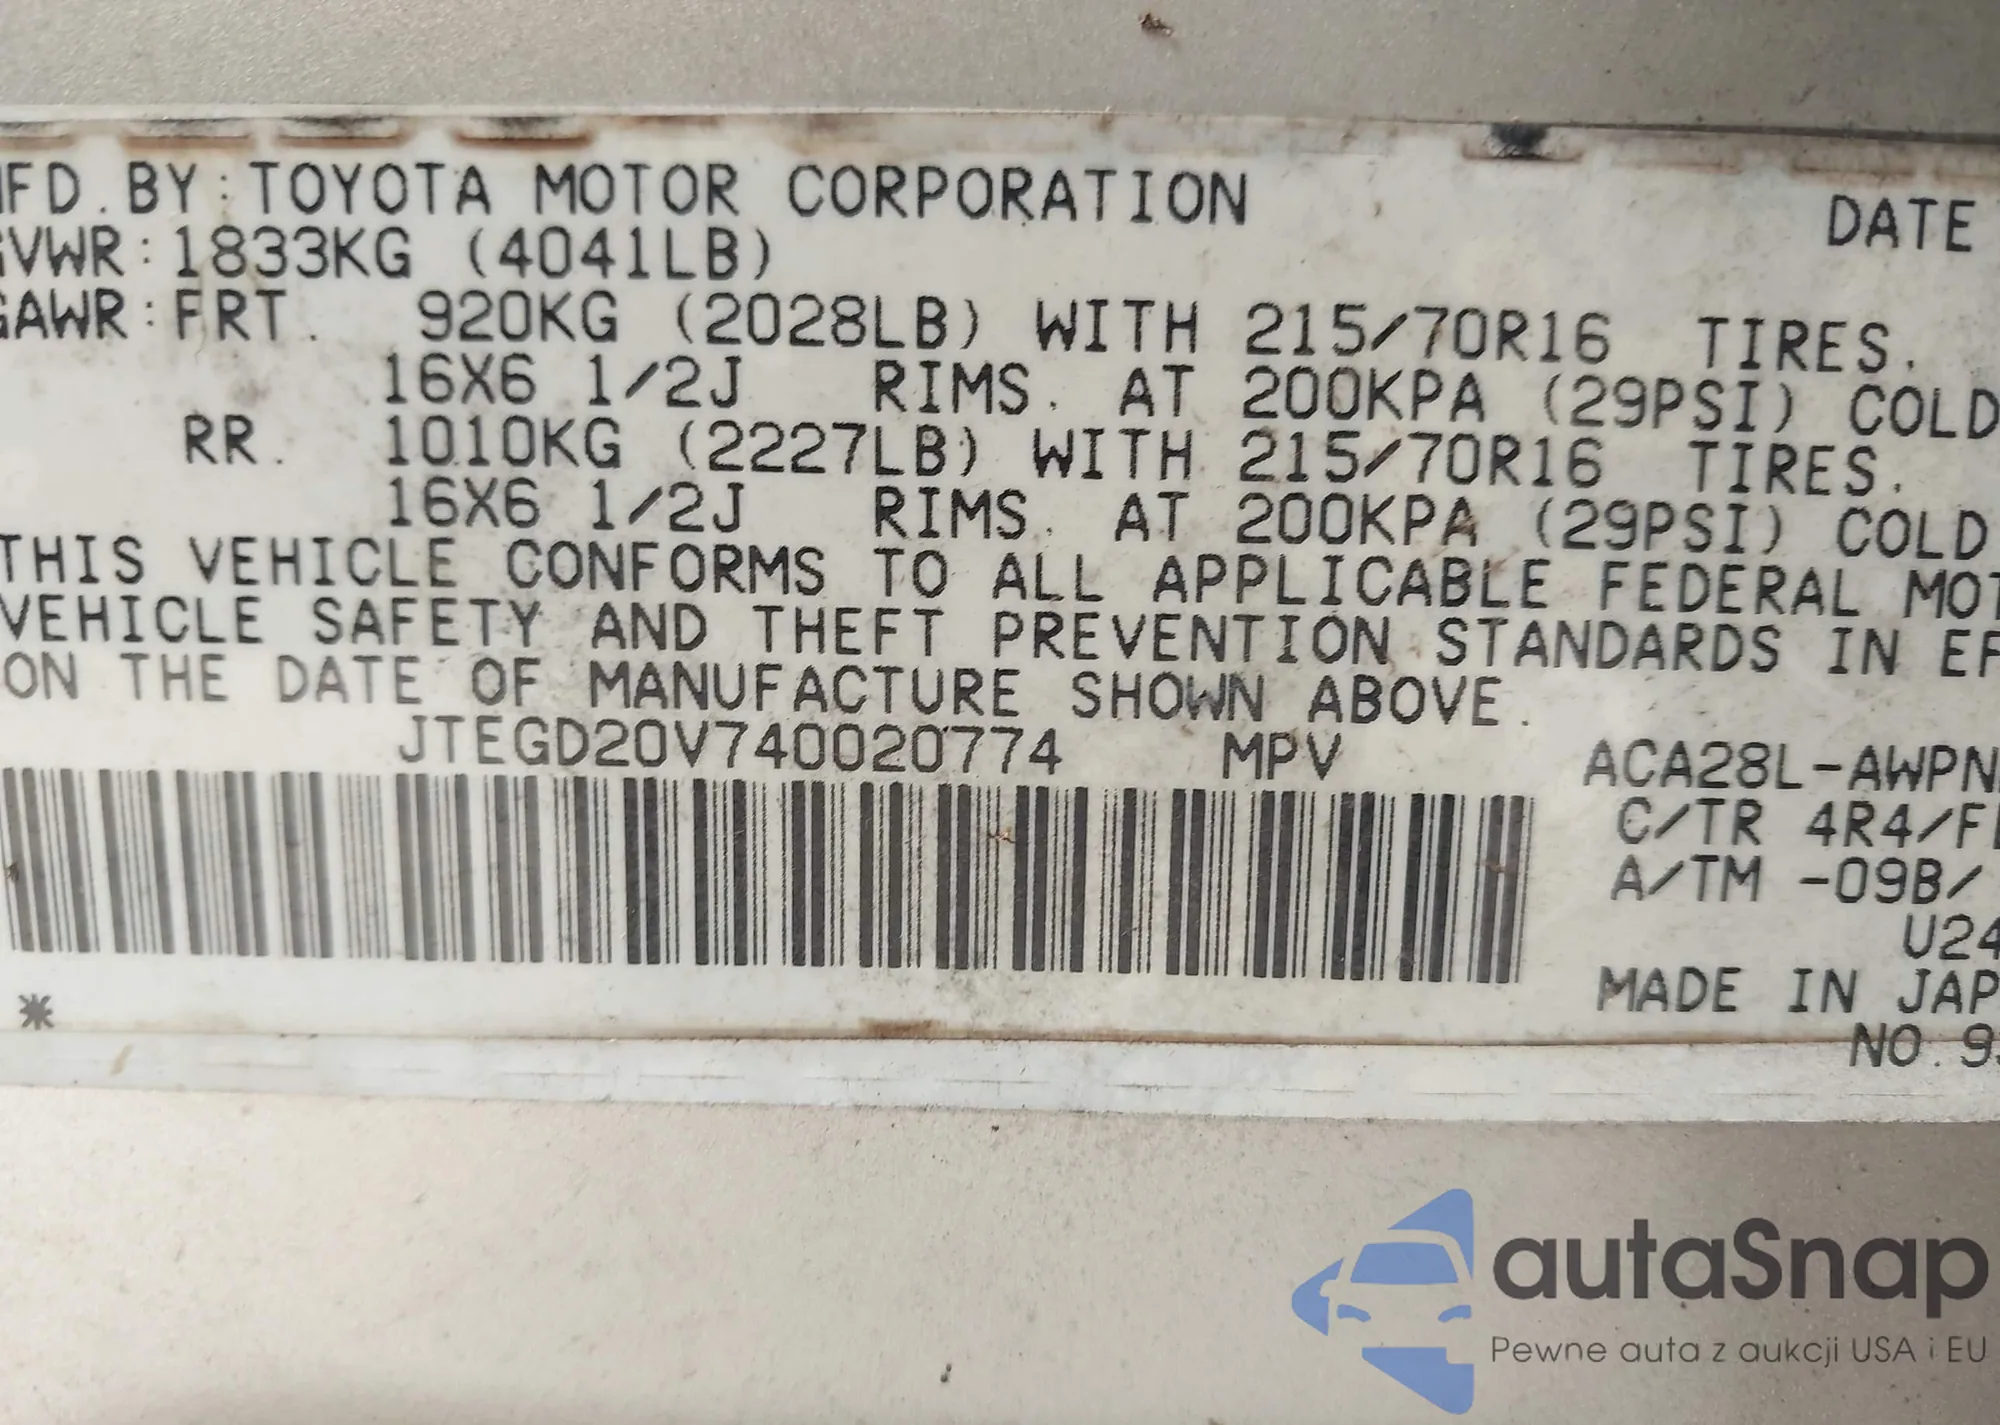 MFD.BY:TOYOTA MOTOR CORPORATION DATE
GVWR:1833KG (4041LB)
GAWR:FRT. 920KG (2028LB) WITH 215/70R16 TIRES.
16X6 1/2J RIMS. AT 200KPA (29PSI) COLD
RR. 1010KG (2227LB) WITH 215/70R16 TIRES.
16X6 1/2J RIMS. AT 200KPA (29PSI) COLD
THIS VEHICLE CONFORMS TO ALL APPLICABLE FEDERAL MOT
VEHICLE SAFETY AND THEFT PREVENTION STANDARDS IN EF
ON THE DATE OF MANUFACTURE SHOWN ABOVE.
JTEGD20V740020774 MPV ACA28L-AWPN
C/TR 4R4/F
A/TM -09B/
U24
MADE IN JAP
*
NO.9
autaSnap
Pewne auta z aukcji USA i EU